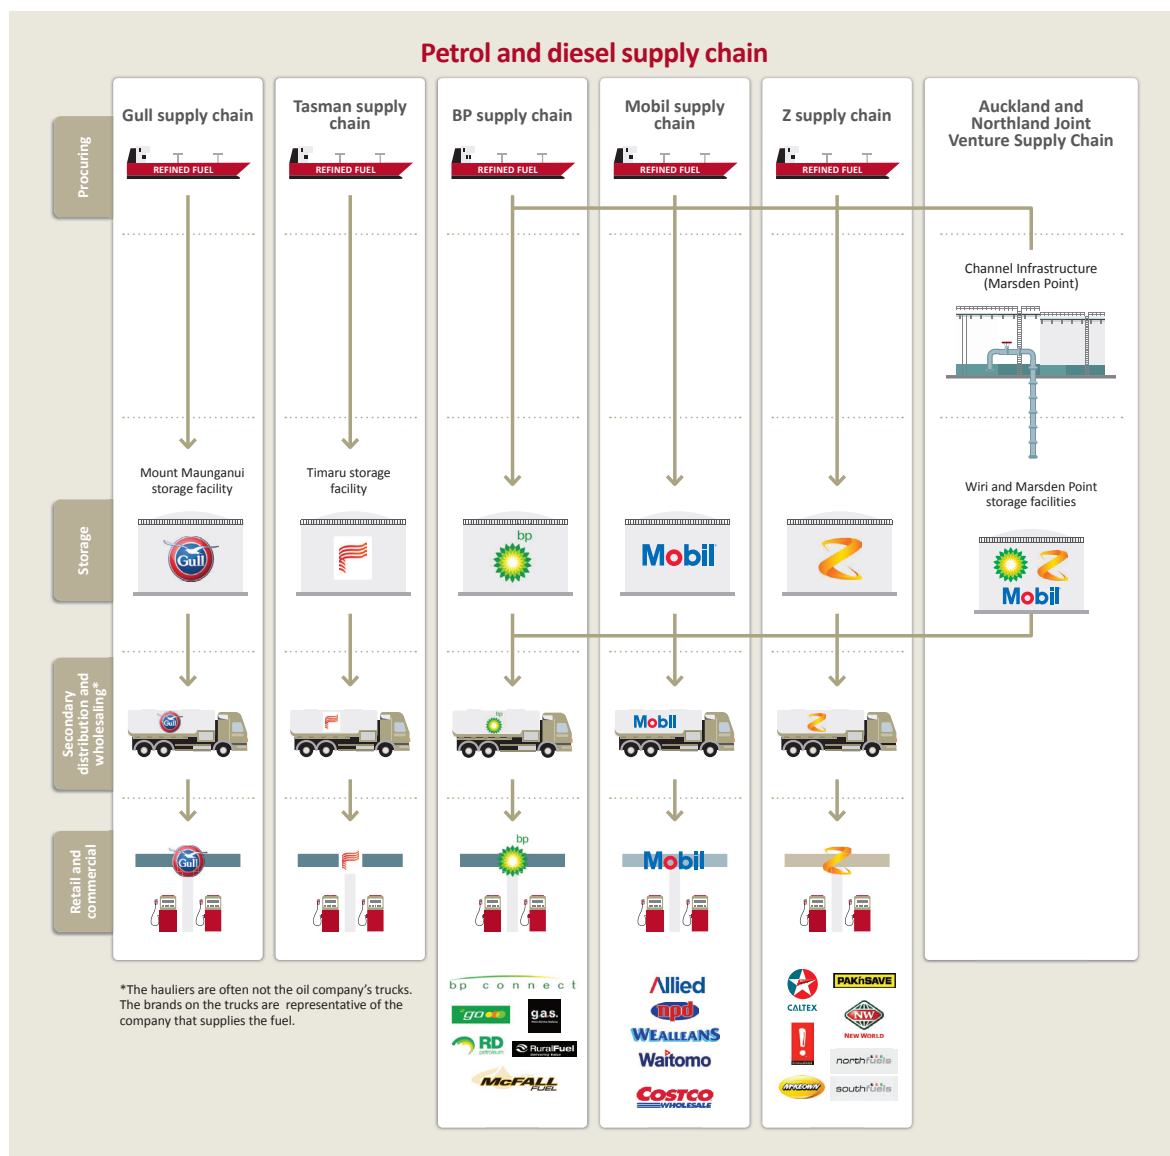 Petrol and diesel supply chain
Procuring
Gull supply chain
REFINED FUEL
Tasman supply
chain
REFINED FUEL
BP supply chain
REFINED FUEL
Mobil supply
chain
REFINED FUEL
Z supply chain
REFINED FUEL
Auckland and
Northland Joint
Venture Supply Chain
Channel Infrastructure
(Marsden Point)
Mount Maunganui
storage facility
Timaru storage
facility
Wiri and Marsden Point
storage facilities
Storage
Gull
bp
Mobil
Mobil
Secondary
distribution and
wholesaling*
Gull
bp
Mobil
Retail and
commercial
Gull
bp
Mobil
*The hauliers are often not the oil company's trucks.
The brands on the trucks are representative of the
company that supplies the fuel.
bp connect
go
g.a.s.
RD
petroleum
RuralFuel
Delivering Value
McFALL
FUEL
Allied
npd
WEALLEANS
Waitomo
COSTCO
WHOLESALE
CALTEX
PAK'nSAVE
NW
NEW WORLD
northfuels
McKEOWN
southfuels